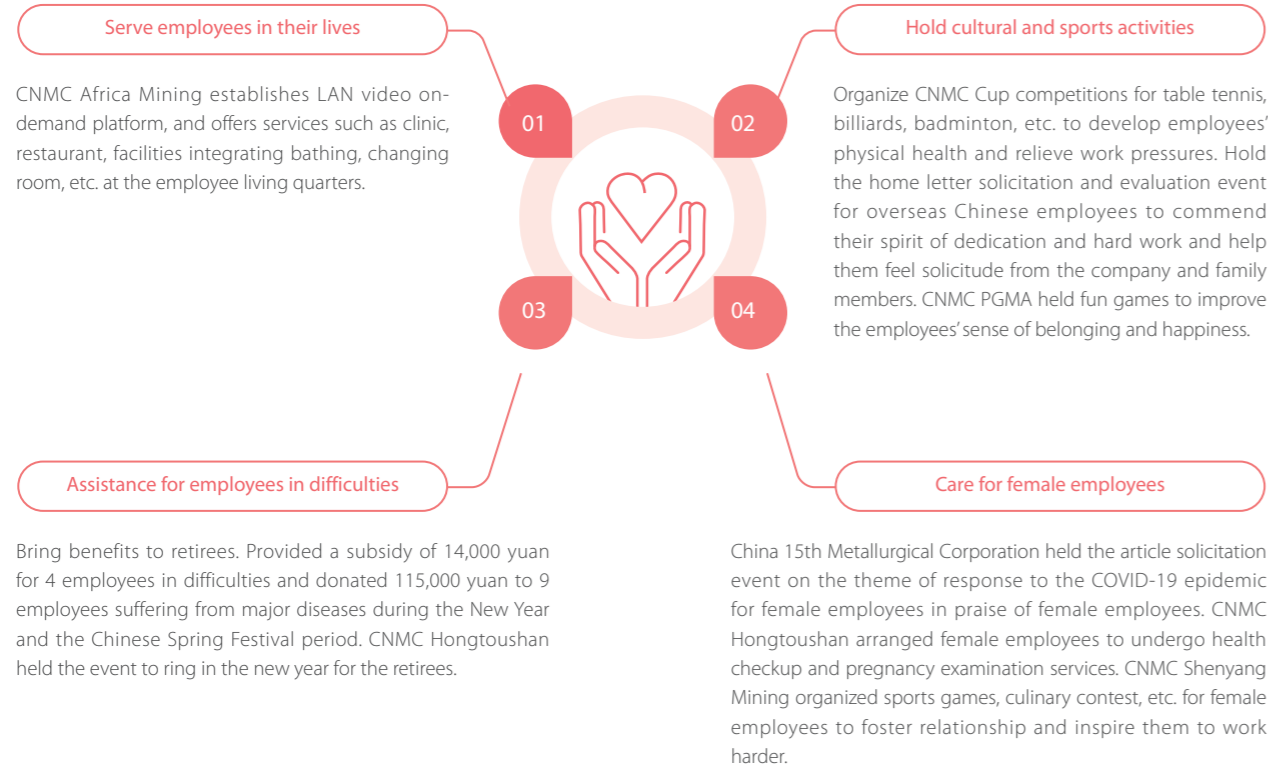 Serve employees in their lives
CNMC Africa Mining establishes LAN video on-
demand platform, and offers services such as clinic,
restaurant, facilities integrating bathing, changing
room, etc. at the employee living quarters.
01
Hold cultural and sports activities
02
Organize CNMC Cup competitions for table tennis,
billiards, badminton, etc. to develop employees'
physical health and relieve work pressures. Hold
the home letter solicitation and evaluation event
for overseas Chinese employees to commend
their spirit of dedication and hard work and help
them feel solicitude from the company and family
members. CNMC PGMA held fun games to improve
the employees' sense of belonging and happiness.
03
Assistance for employees in difficulties
Bring benefits to retirees. Provided a subsidy of 14,000 yuan
for 4 employees in difficulties and donated 115,000 yuan to 9
employees suffering from major diseases during the New Year
and the Chinese Spring Festival period. CNMC Hongtoushan
held the event to ring in the new year for the retirees.
04
Care for female employees
China 15th Metallurgical Corporation held the article solicitation
event on the theme of response to the COVID-19 epidemic
for female employees in praise of female employees. CNMC
Hongtoushan arranged female employees to undergo health
checkup and pregnancy examination services. CNMC Shenyang
Mining organized sports games, culinary contest, etc. for female
employees to foster relationship and inspire them to work
harder.